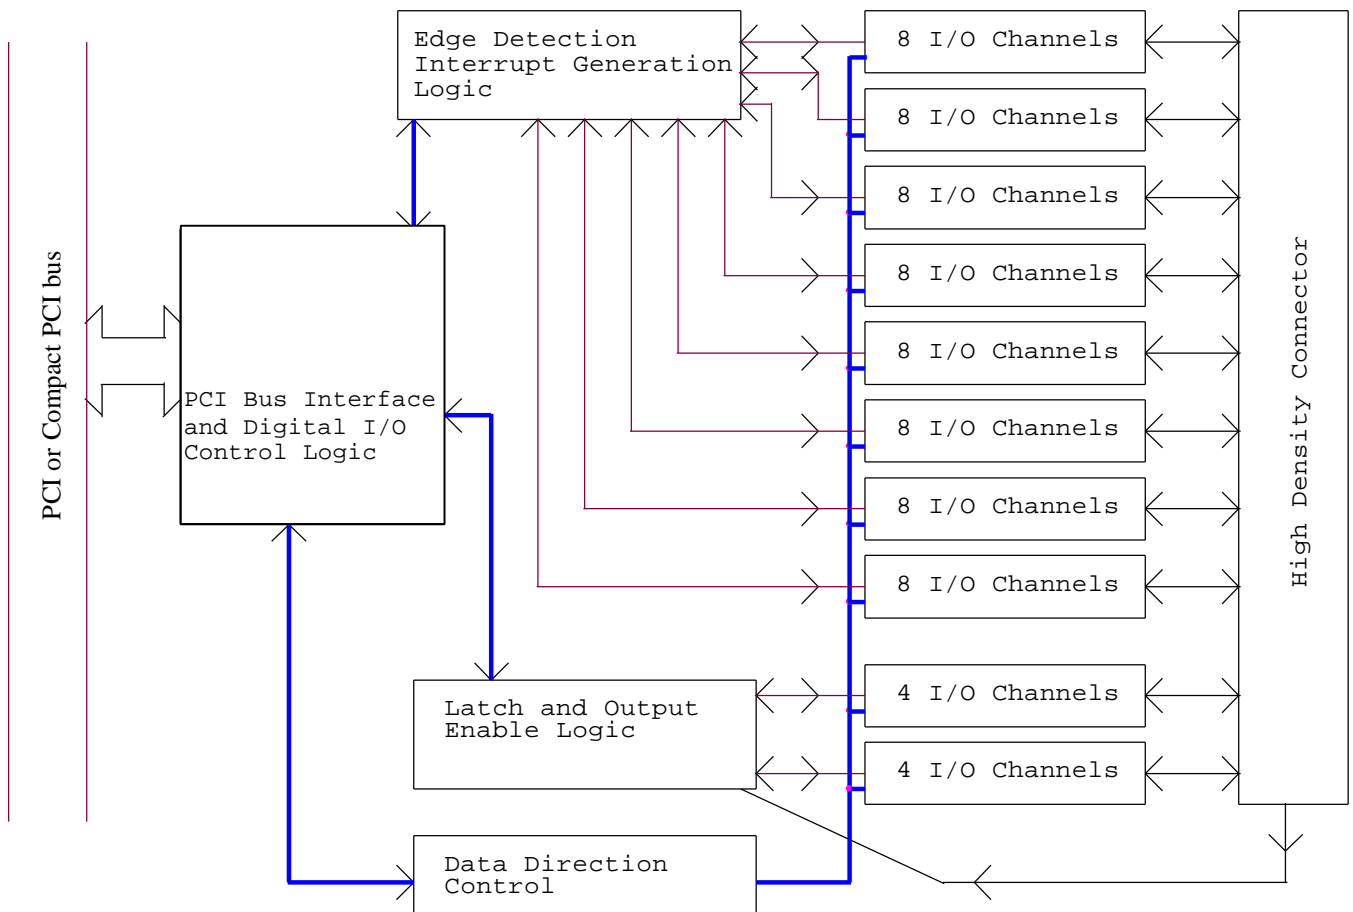 Edge Detection
Interrupt Generation
Logic
8 I/O Channels
8 I/O Channels
8 I/O Channels
8 I/O Channels
8 I/O Channels
8 I/O Channels
8 I/O Channels
8 I/O Channels
4 I/O Channels
4 I/O Channels
High Density Connector
PCI or Compact PCI bus
PCI Bus Interface
and Digital I/O
Control Logic
Latch and Output
Enable Logic
Data Direction
Control